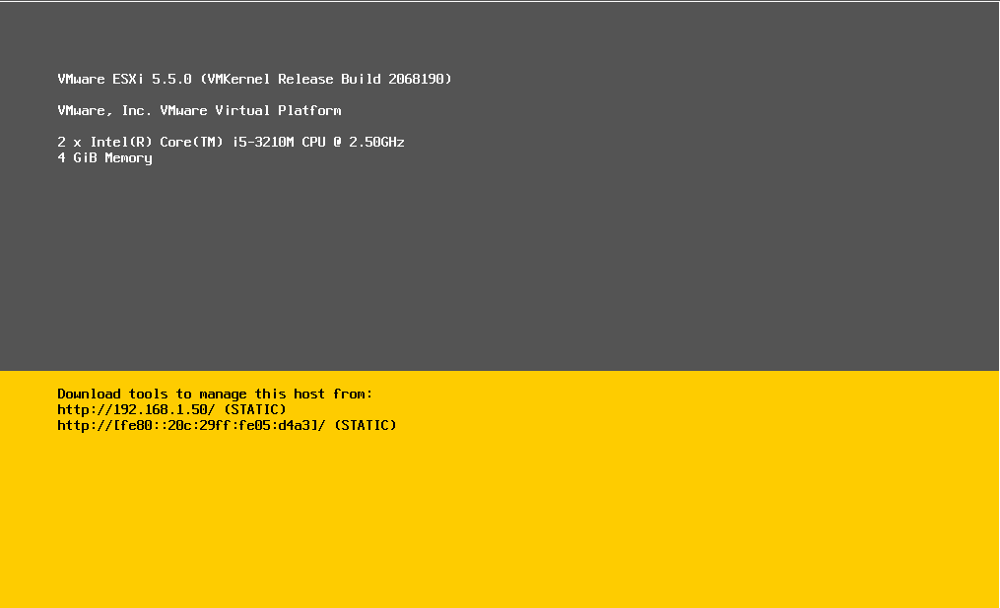 VMware ESXi 5.5.0 (VMKernel Release Build 2068190)
VMware, Inc. VMware Virtual Platform
2 x Intel(R) Core(TM) i5-3210M CPU @ 2.50GHz
4 GiB Memory
Download tools to manage this host from:
http://192.168.1.50/ (STATIC)
http://[fe80::20c:29ff:fe05:d4a3]/ (STATIC)